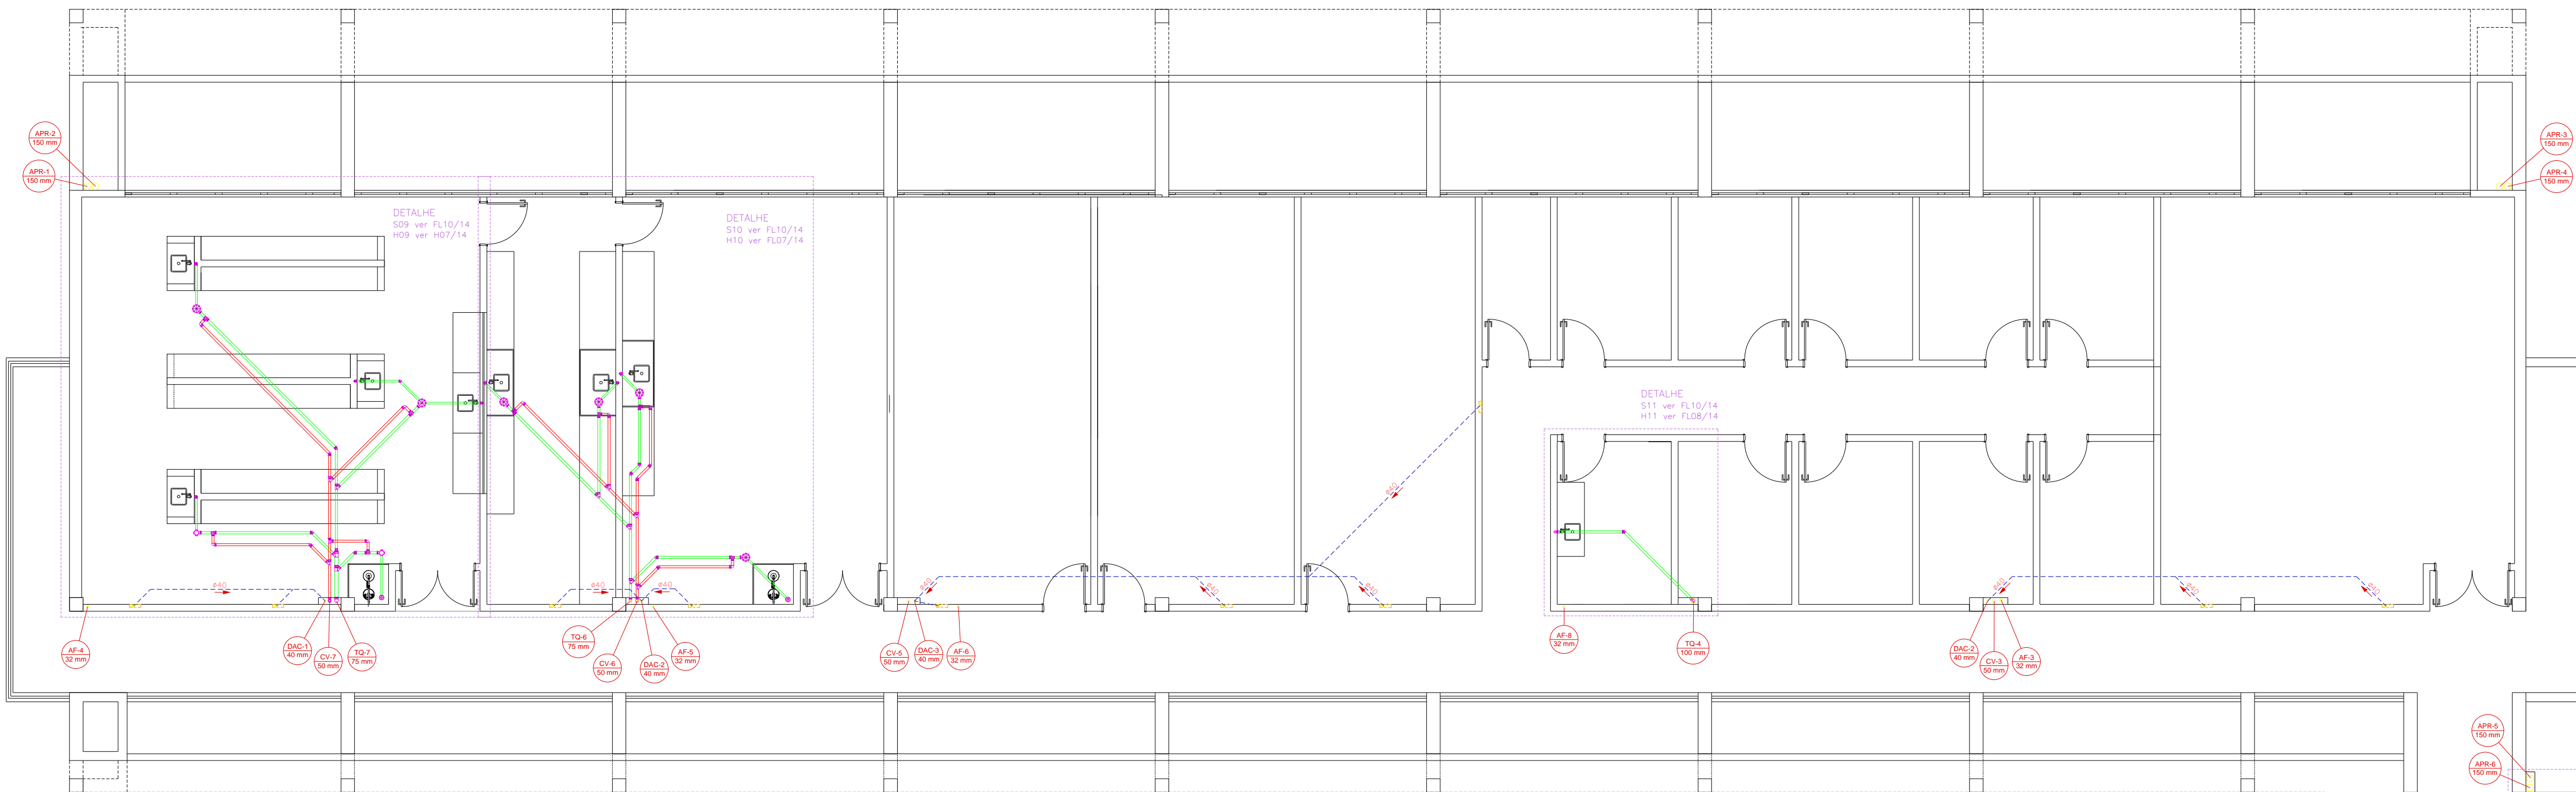 APR-2
150 mm
APR-1
150 mm
APR-3
150 mm
APR-4
150 mm
DETALHE
S09 ver FL10/14
H09 ver H07/14
DETALHE
S10 ver FL10/14
H10 ver FL07/14
DETALHE
S11 ver FL10/14
H11 ver FL08/14
ø40
ø40
ø40
ø40
ø40
ø40
ø40
ø40
ø40
ø40
AF-4
32 mm
DAC-1
40 mm
CV-7
50 mm
TQ-7
75 mm
TQ-6
75 mm
CV-6
50 mm
DAC-2
40 mm
AF-5
32 mm
CV-5
50 mm
DAC-3
40 mm
AF-6
32 mm
AF-8
32 mm
TQ-4
100 mm
DAC-2
40 mm
CV-3
50 mm
AF-3
32 mm
APR-5
150 mm
APR-6
150 mm